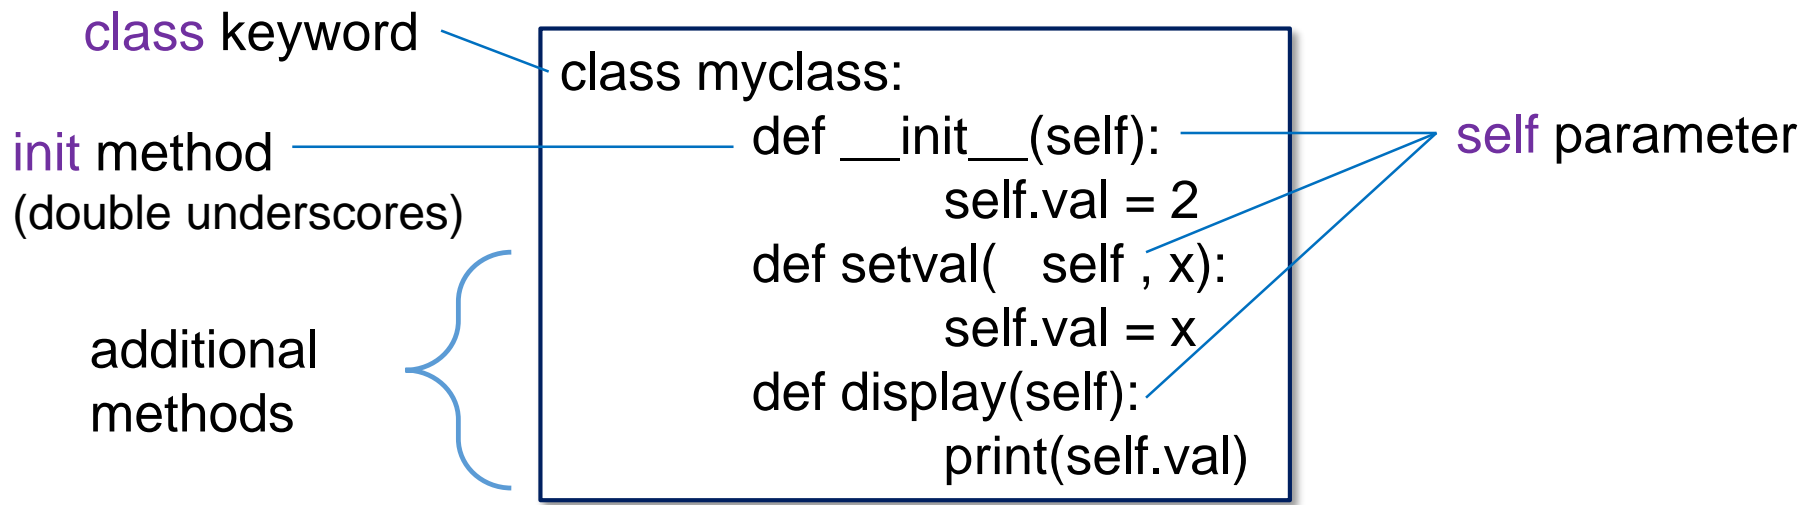 class keyword
init method
(double underscores)
additional
methods
class myclass:
def __init__(self):
self.val = 2
def setval( self , x):
self.val = x
def display(self):
print(self.val)
self parameter